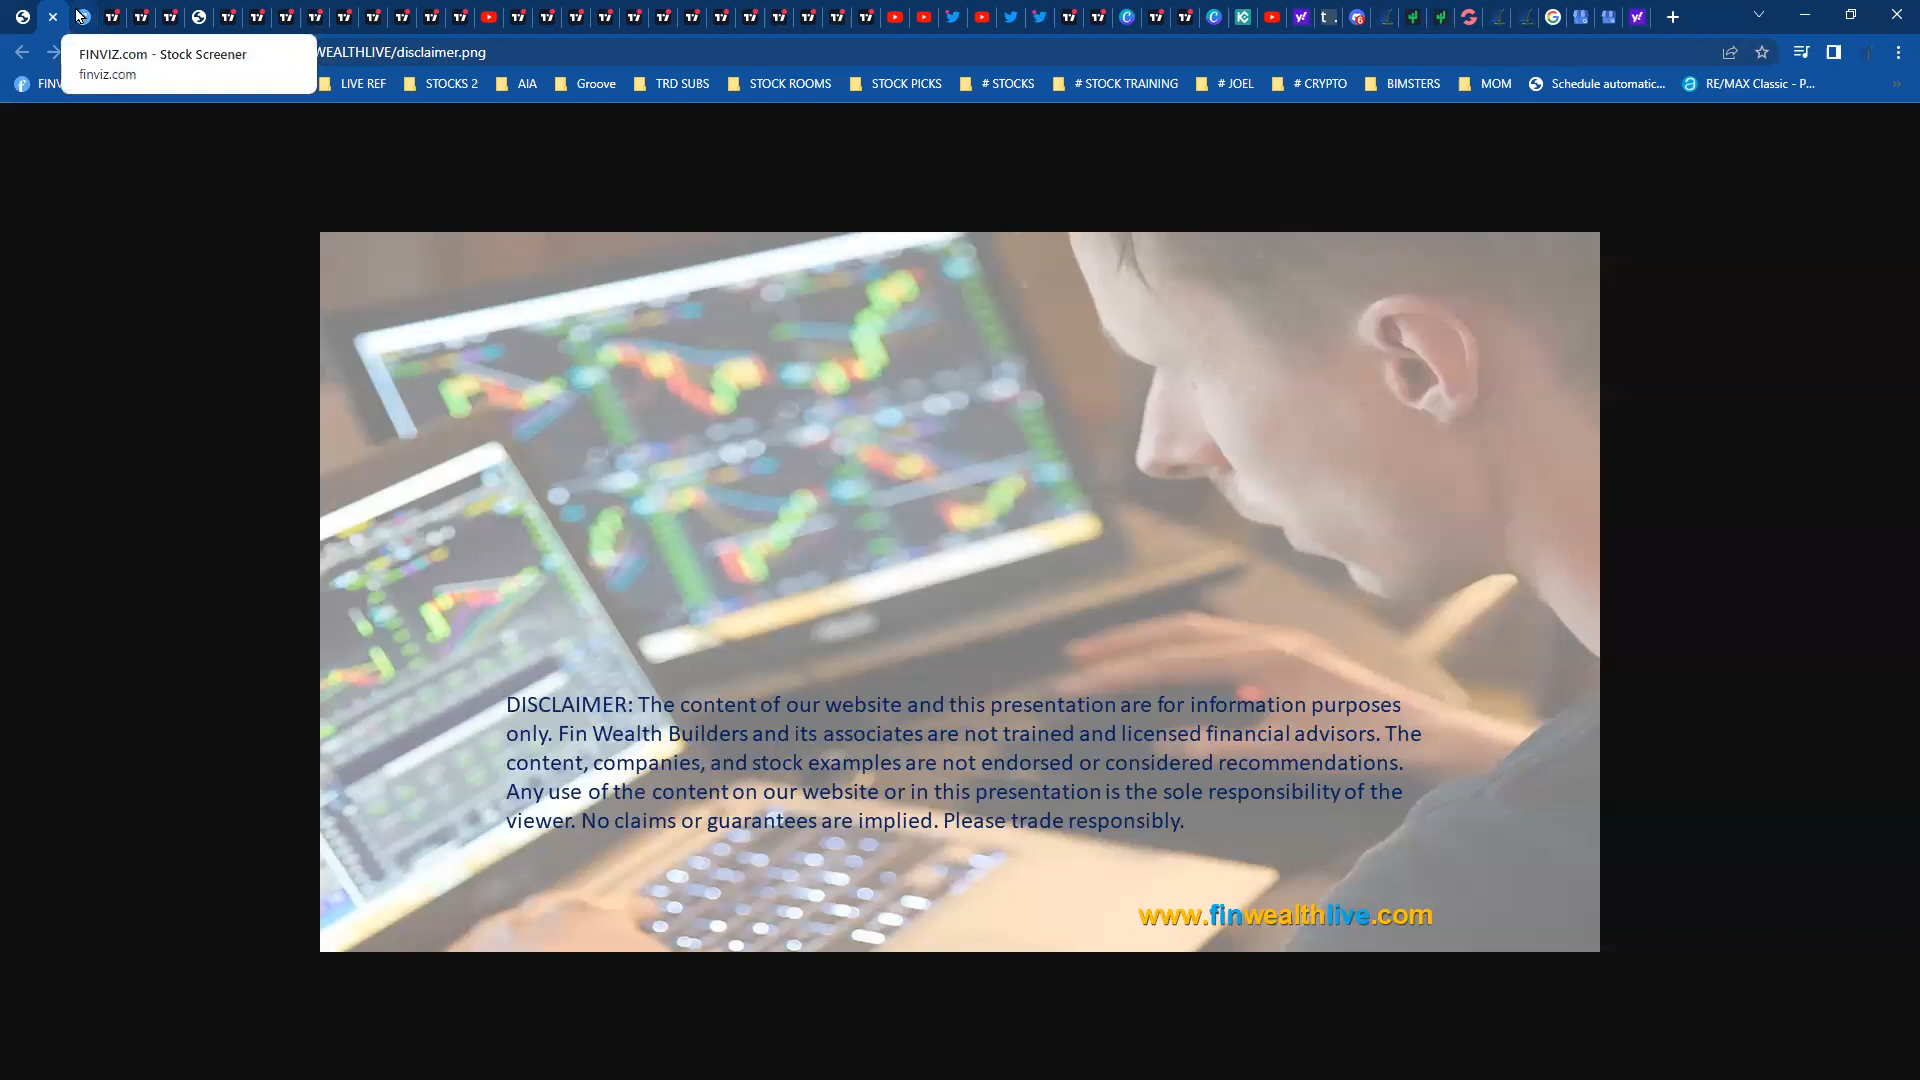 FINVIZ.com - Stock Screener
finviz.com
WEALTHLIVE/disclaimer.png
FINV
LIVE REF
STOCKS 2
AIA
Groove
TRD SUBS
STOCK ROOMS
STOCK PICKS
# STOCKS
# STOCK TRAINING
# JOEL
# CRYPTO
BIMSTERS
MOM
Schedule automatic...
RE/MAX Classic - P...
DISCLAIMER: The content of our website and this presentation are for information purposes
only. Fin Wealth Builders and its associates are not trained and licensed financial advisors. The
content, companies, and stock examples are not endorsed or considered recommendations.
Any use of the content on our website or in this presentation is the sole responsibility of the
viewer. No claims or guarantees are implied. Please trade responsibly.
www.finwealthlive.com